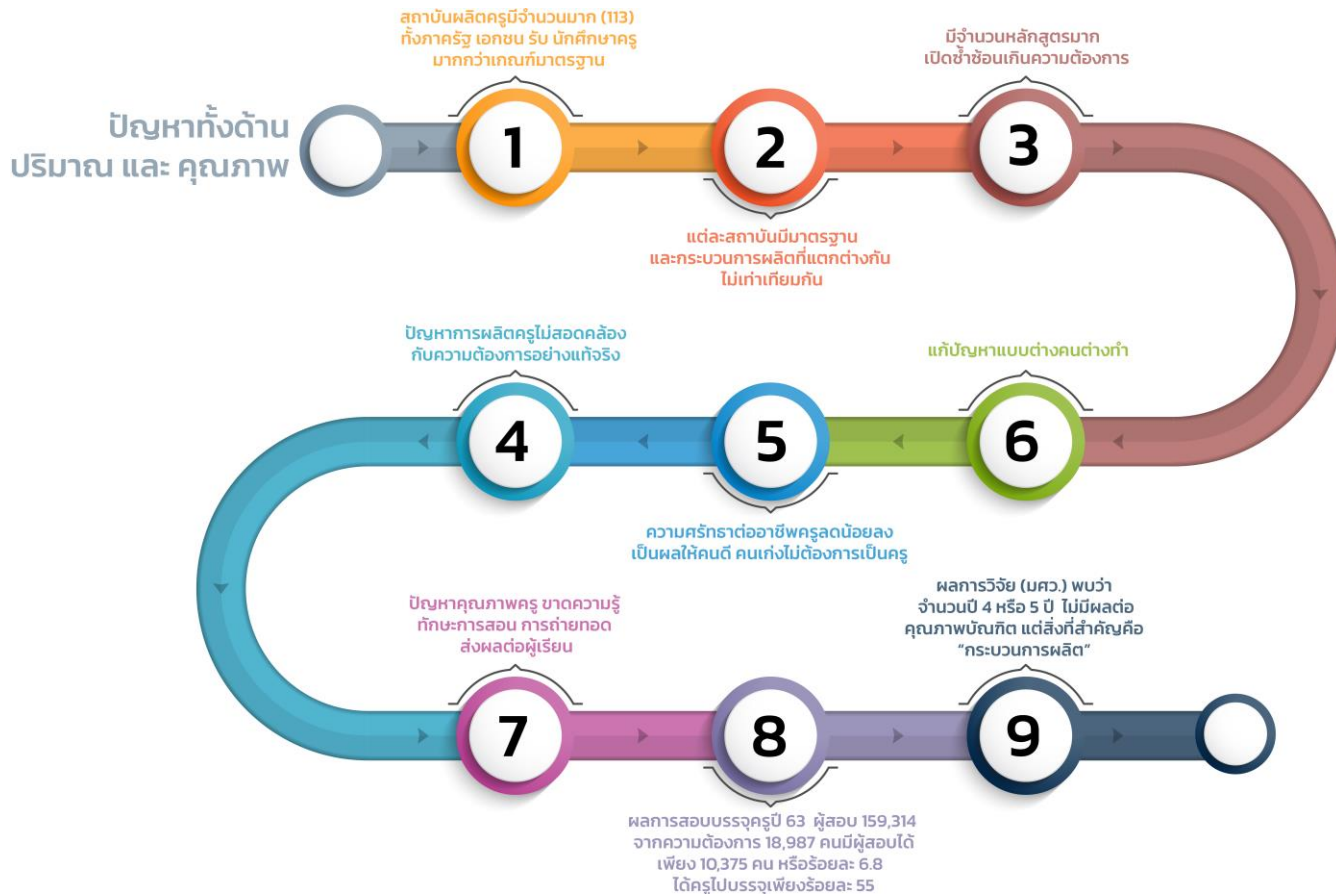 ปัญหาทั้งด้าน
ปริมาณ และ คุณภาพ
สถาบันผลิตครูมีจำนวนมาก (113)
ทั้งภาครัฐ เอกชน รับ นักศึกษาครู
มากกว่าเกณฑ์มาตรฐาน
1
2
แต่ละสถาบันมีมาตรฐาน
และกระบวนการผลิตที่แตกต่างกัน
ไม่เท่าเทียมกัน
มีจำนวนหลักสูตรมาก
เปิดซ้ำซ้อนเกินความต้องการ
3
ปัญหาการผลิตครูไม่สอดคล้อง
กับความต้องการอย่างแท้จริง
4
5
ความศรัทธาต่ออาชีพครูลดน้อยลง
เป็นผลให้คนดี คนเก่งไม่ต้องการเป็นครู
แก้ปัญหาแบบต่างคนต่างทำ
6
ปัญหาคุณภาพครู ขาดความรู้
ทักษะการสอน การถ่ายทอด
ส่งผลต่อผู้เรียน
7
8
ผลการสอบบรรจุครูปี 63 ผู้สอบ 159,314
จากความต้องการ 18,987 คนมีผู้สอบได้
เพียง 10,375 คน หรือร้อยละ 6.8
ได้ครูไปบรรจุเพียงร้อยละ 55
ผลการวิจัย (มศว.) พบว่า
จำนวนปี 4 หรือ 5 ปี ไม่มีผลต่อ
คุณภาพบัณฑิต แต่สิ่งที่สำคัญคือ
"กระบวนการผลิต"
9